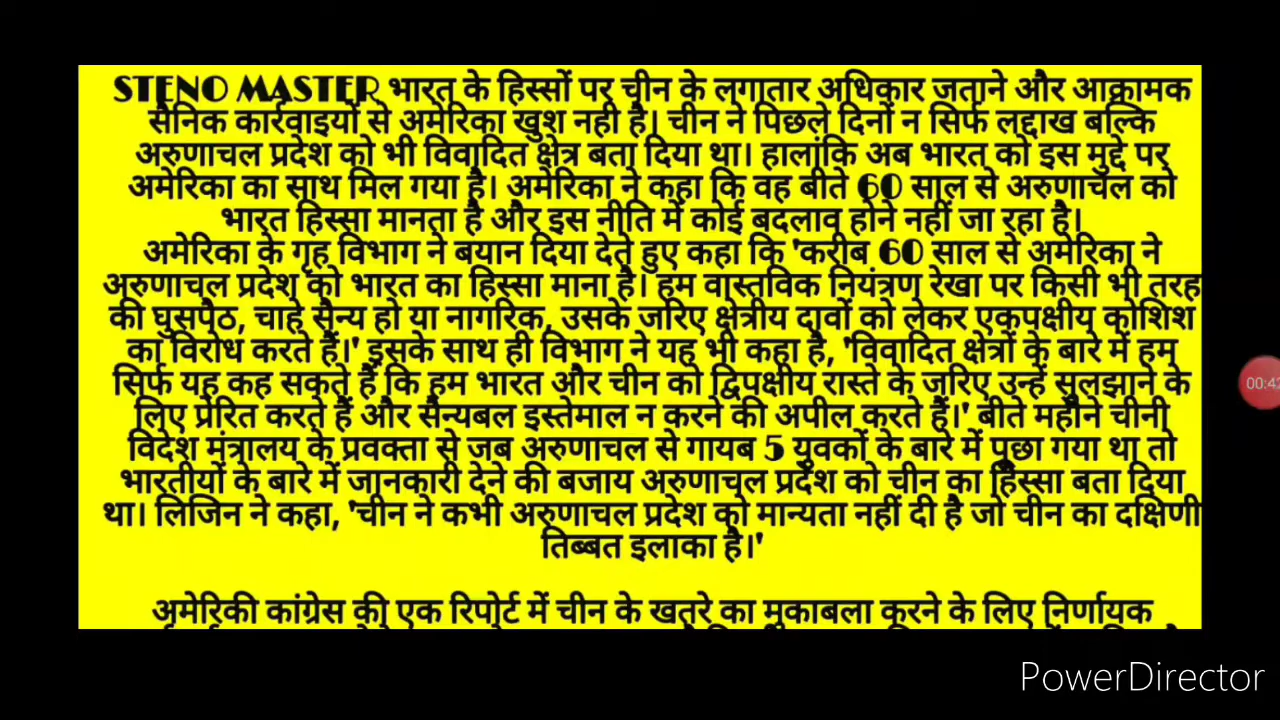 STENO MASTER भारत के हिस्सों पर चीन के लगातार अधिकार जताने और आक्रामक
सैनिक कार्रवाइयों से अमेरिका खुश नही है। चीन ने पिछले दिनों न सिर्फ लद्दाख बल्कि
अरुणाचल प्रदेश को भी विवादित क्षेत्र बता दिया था। हालांकि अब भारत को इस मुद्दे पर
अमेरिका का साथ मिल गया है। अमेरिका ने कहा कि वह बीते 60 साल से अरुणाचल को
भारत हिस्सा मानता है और इस नीति में कोई बदलाव होने नहीं जा रहा है।
अमेरिका के गृह विभाग ने बयान दिया देते हुए कहा कि 'करीब 60 साल से अमेरिका ने
अरुणाचल प्रदेश को भारत का हिस्सा माना है। हम वास्तविक नियंत्रण रेखा पर किसी भी तरह
की घुसपैठ, चाहे सैन्य हो या नागरिक, उसके जरिए क्षेत्रीय दावों को लेकर एकपक्षीय कोशिश
का विरोध करते हैं।' इसके साथ ही विभाग ने यह भी कहा है, 'विवादित क्षेत्रों के बारे में हम
सिर्फ यह कह सकते हैं कि हम भारत और चीन को द्विपक्षीय रास्ते के जरिए उन्हें सुलझाने के
लिए प्रेरित करते हैं और सैन्यबल इस्तेमाल न करने की अपील करते हैं।' बीते महीने चीनी
विदेश मंत्रालय के प्रवक्ता से जब अरुणाचल से गायब 5 युवकों के बारे में पूछा गया था तो
भारतीयों के बारे में जानकारी देने की बजाय अरुणाचल प्रदेश को चीन का हिस्सा बता दिया
था। लिजिन ने कहा, 'चीन ने कभी अरुणाचल प्रदेश को मान्यता नहीं दी है जो चीन का दक्षिणी
तिब्बत इलाका है।'
अमेरिकी कांग्रेस की एक रिपोर्ट में चीन के खतरे का मुकाबला करने के लिए निर्णायक
PowerDirector